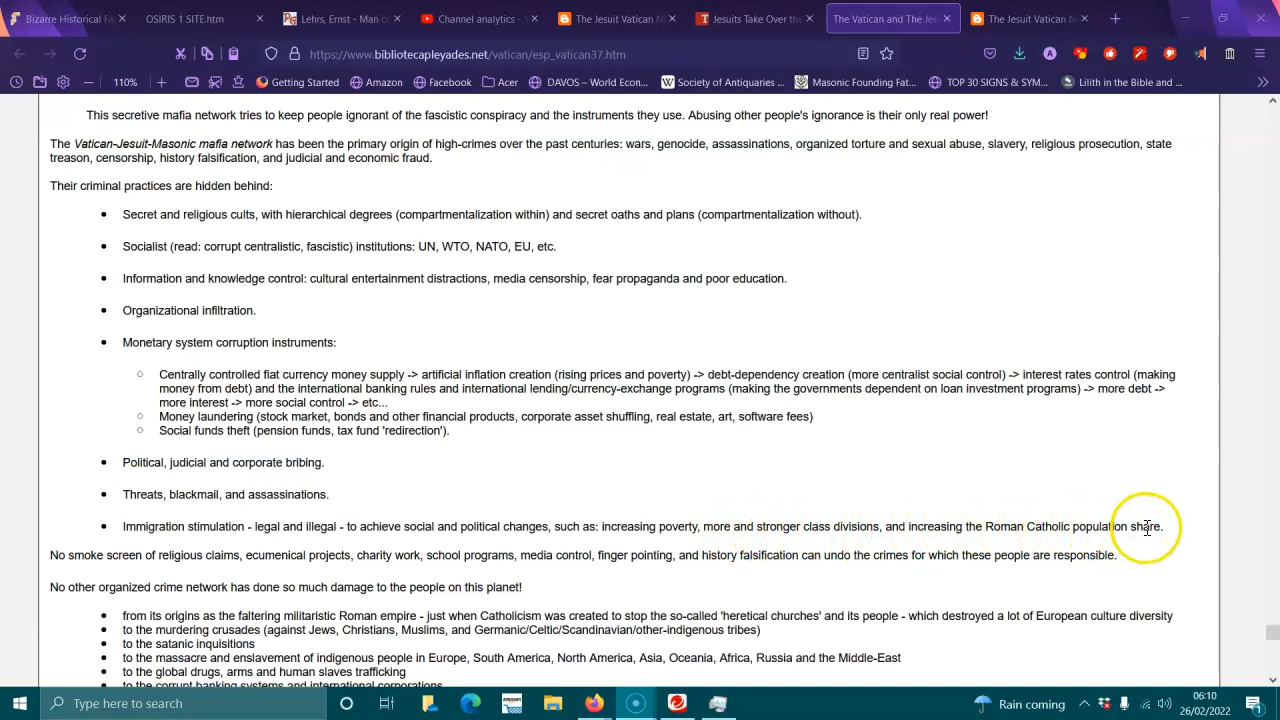 Bizarre Historical Fa
OSIRIS 1 SITE.htm
Lehrs, Ernst - Man o
Channel analytics -
The Jesuit Vatican N
Jesuits Take Over the
The Vatican and The Je
The Jesuit Vatican N
https://www.bibliotecapleyades.net/vatican/esp_vatican37.htm
110%
Getting Started
Amazon
Facebook
Acer
DAVOS – World Econ...
Society of Antiquaries ...
Masonic Founding Fat...
TOP 30 SIGNS & SYM...
Lilith in the Bible and ...
This secretive mafia network tries to keep people ignorant of the fascistic conspiracy and the instruments they use. Abusing other people's ignorance is their only real power!
The Vatican-Jesuit-Masonic mafia network has been the primary origin of high-crimes over the past centuries: wars, genocide, assassinations, organized torture and sexual abuse, slavery, religious prosecution, state
treason, censorship, history falsification, and judicial and economic fraud.
Their criminal practices are hidden behind:
Secret and religious cults, with hierarchical degrees (compartmentalization within) and secret oaths and plans (compartmentalization without).
Socialist (read: corrupt centralistic, fascistic) institutions: UN, WTO, NATO, EU, etc.
Information and knowledge control: cultural entertainment distractions, media censorship, fear propaganda and poor education.
Organizational infiltration.
Monetary system corruption instruments:
Centrally controlled fiat currency money supply -> artificial inflation creation (rising prices and poverty) -> debt-dependency creation (more centralist social control) -> interest rates control (making
money from debt) and the international banking rules and international lending/currency-exchange programs (making the governments dependent on loan investment programs) -> more debt ->
more interest -> more social control -> etc...
Money laundering (stock market, bonds and other financial products, corporate asset shuffling, real estate, art, software fees)
Social funds theft (pension funds, tax fund 'redirection').
Political, judicial and corporate bribing.
Threats, blackmail, and assassinations.
Immigration stimulation - legal and illegal - to achieve social and political changes, such as: increasing poverty, more and stronger class divisions, and increasing the Roman Catholic population share.
No smoke screen of religious claims, ecumenical projects, charity work, school programs, media control, finger pointing, and history falsification can undo the crimes for which these people are responsible.
No other organized crime network has done so much damage to the people on this planet!
from its origins as the faltering militaristic Roman empire - just when Catholicism was created to stop the so-called 'heretical churches' and its people - which destroyed a lot of European culture diversity
to the murdering crusades (against Jews, Christians, Muslims, and Germanic/Celtic/Scandinavian/other-indigenous tribes)
to the satanic inquisitions
to the massacre and enslavement of indigenous people in Europe, South America, North America, Asia, Oceania, Africa, Russia and the Middle-East
to the global drugs, arms and human slaves trafficking
to the corrupt banking systems and international corporations
Type here to search
Rain coming
06:10
26/02/2022